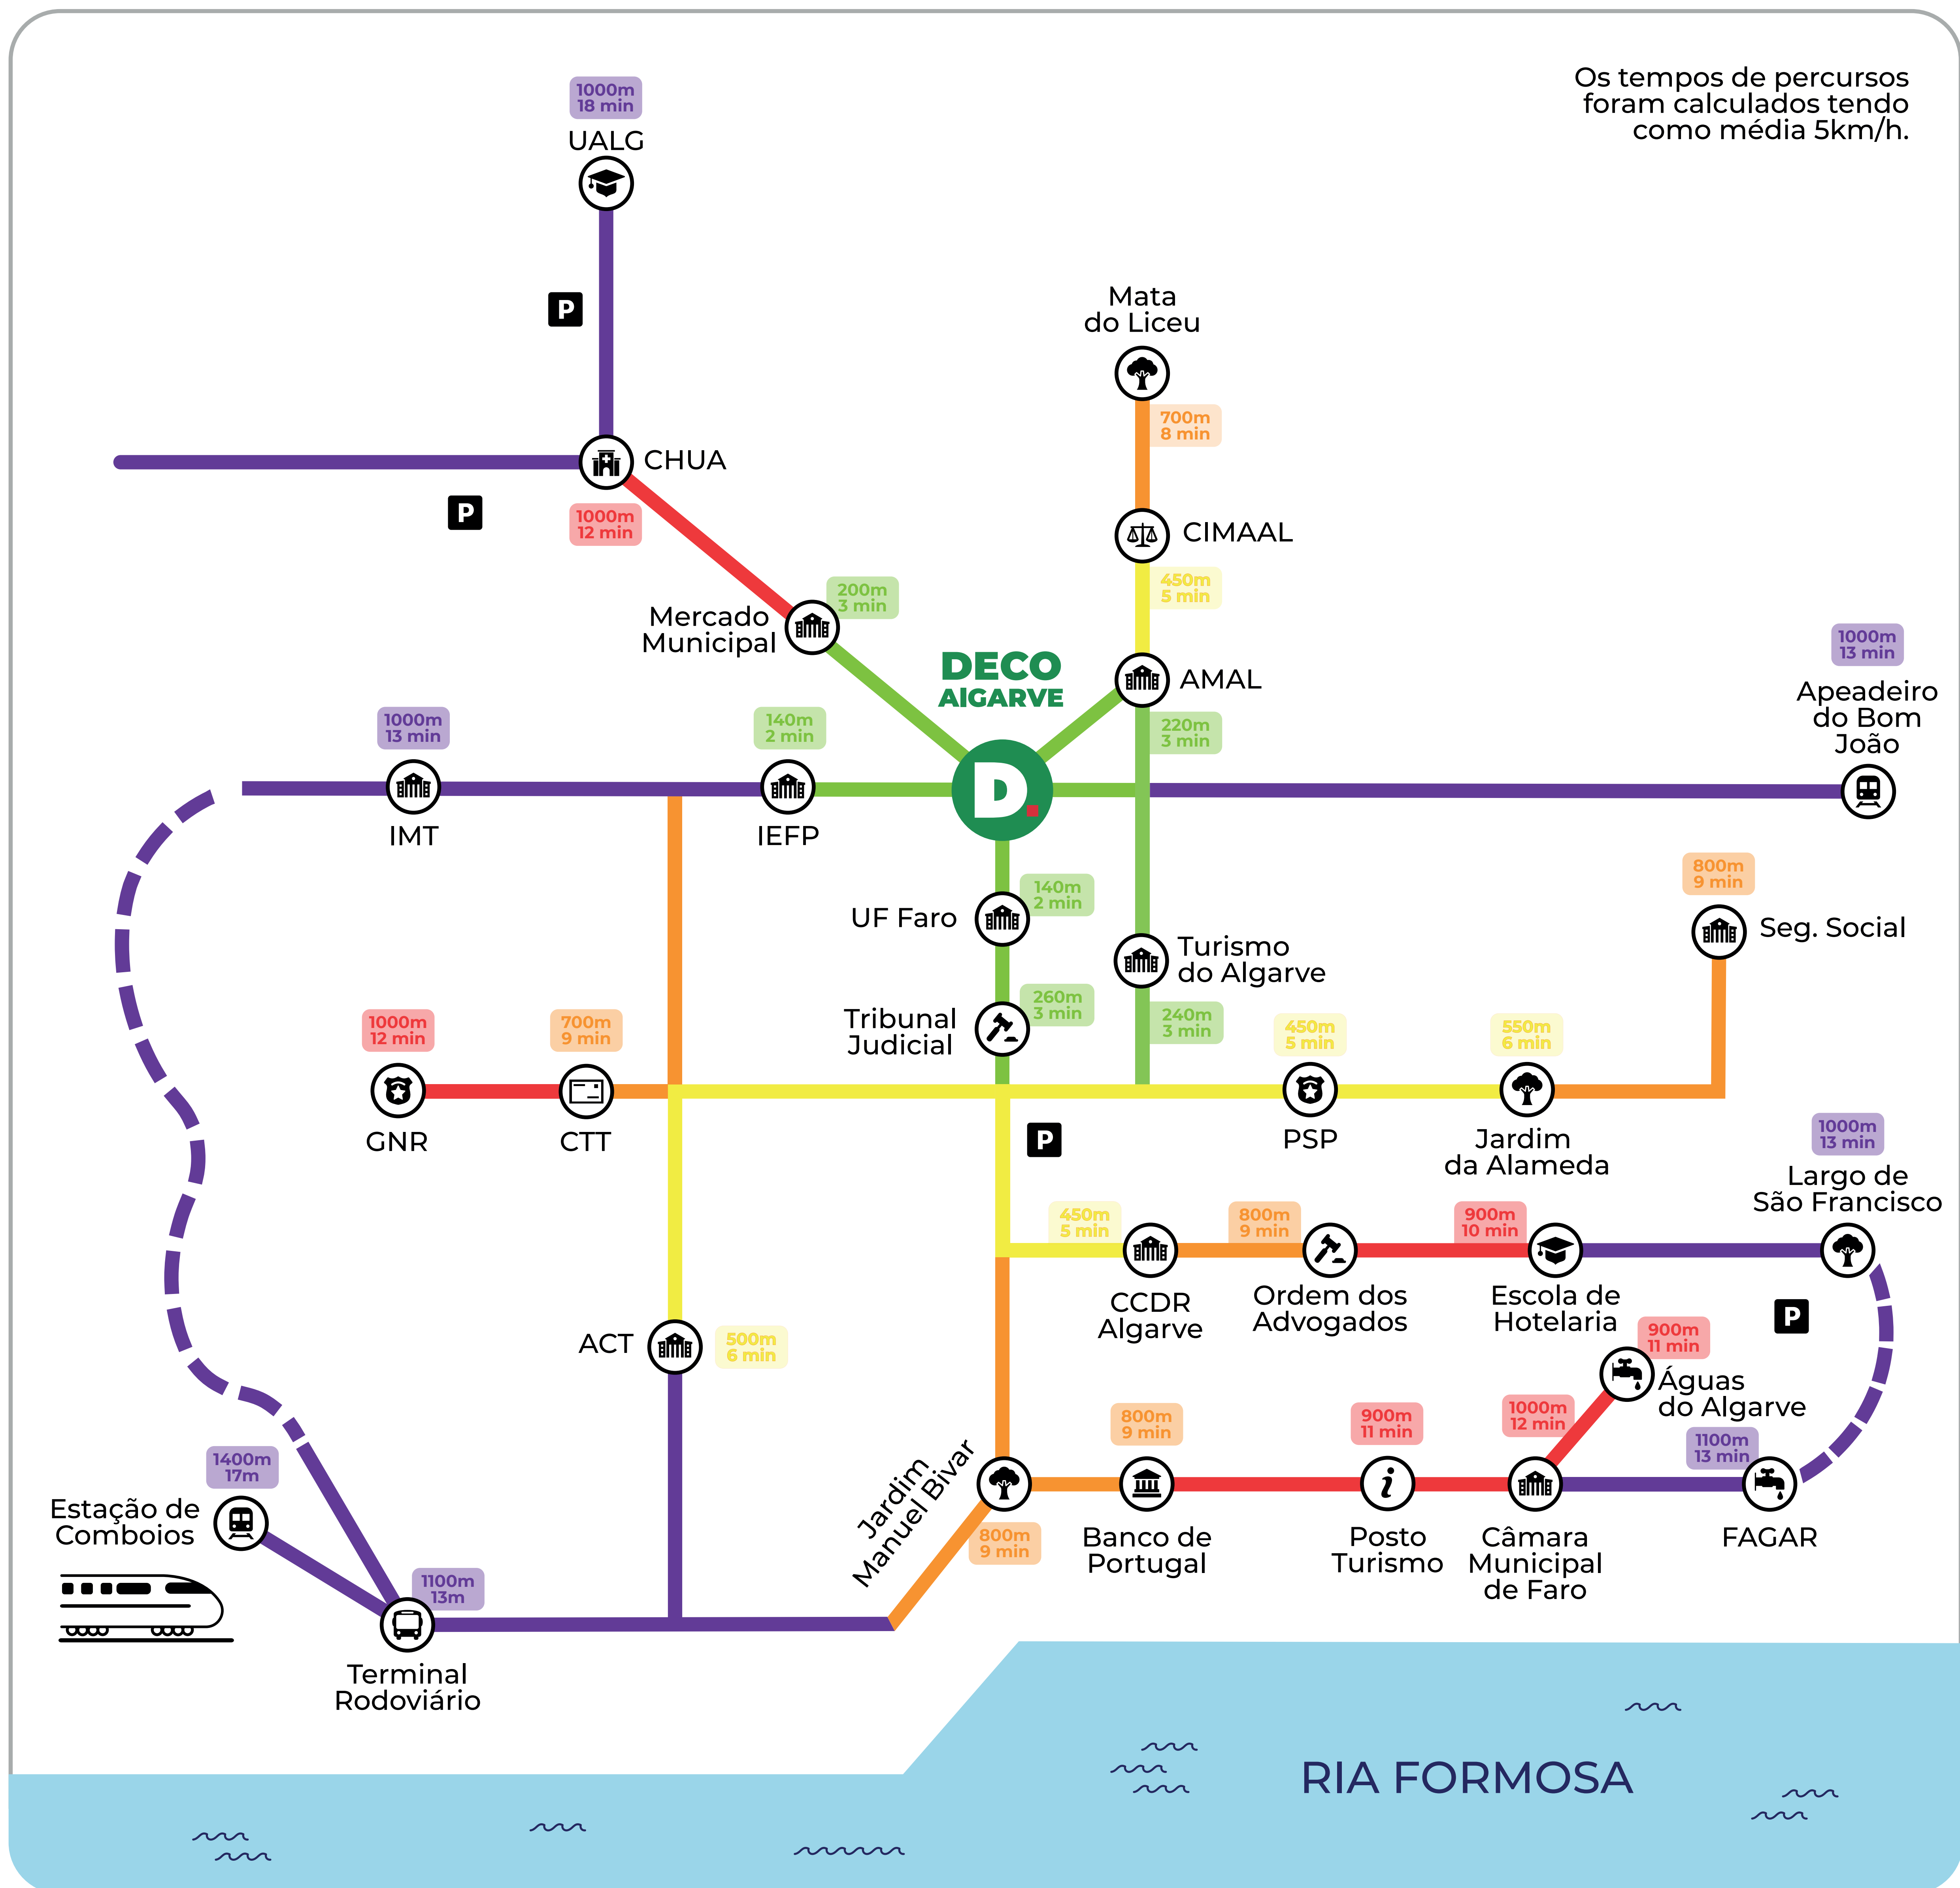 Os tempos de percursos
foram calculados tendo
como média 5km/h.
1000m
18 min
UALG
P
Mata
do Liceu
700m
8 min
CHUA
P
1000m
12 min
CIMAAL
450m
5 min
200m
3 min
Mercado
Municipal
DECO
AlGARVE
AMAL
220m
3 min
1000m
13 min
Apeadeiro
do Bom
João
1000m
13 min
IMT
140m
2 min
IEFP
D.
140m
2 min
UF Faro
Turismo
do Algarve
800m
9 min
Seg. Social
260m
3 min
Tribunal
Judicial
240m
3 min
1000m
12 min
GNR
700m
9 min
CTT
450m
5 min
PSP
550m
6 min
Jardim
da Alameda
P
1000m
13 min
Largo de
São Francisco
450m
5 min
CCDR
Algarve
800m
9 min
Ordem dos
Advogados
900m
10 min
Escola de
Hotelaria
P
ACT
500m
6 min
900m
11 min
Águas
do Algarve
Jardim
Manuel Bivar
800m
9 min
800m
9 min
Banco de
Portugal
900m
11 min
Posto
Turismo
1000m
12 min
Câmara
Municipal
de Faro
1100m
13 min
FAGAR
1400m
17m
Estação de
Comboios
1100m
13m
Terminal
Rodoviário
RIA FORMOSA